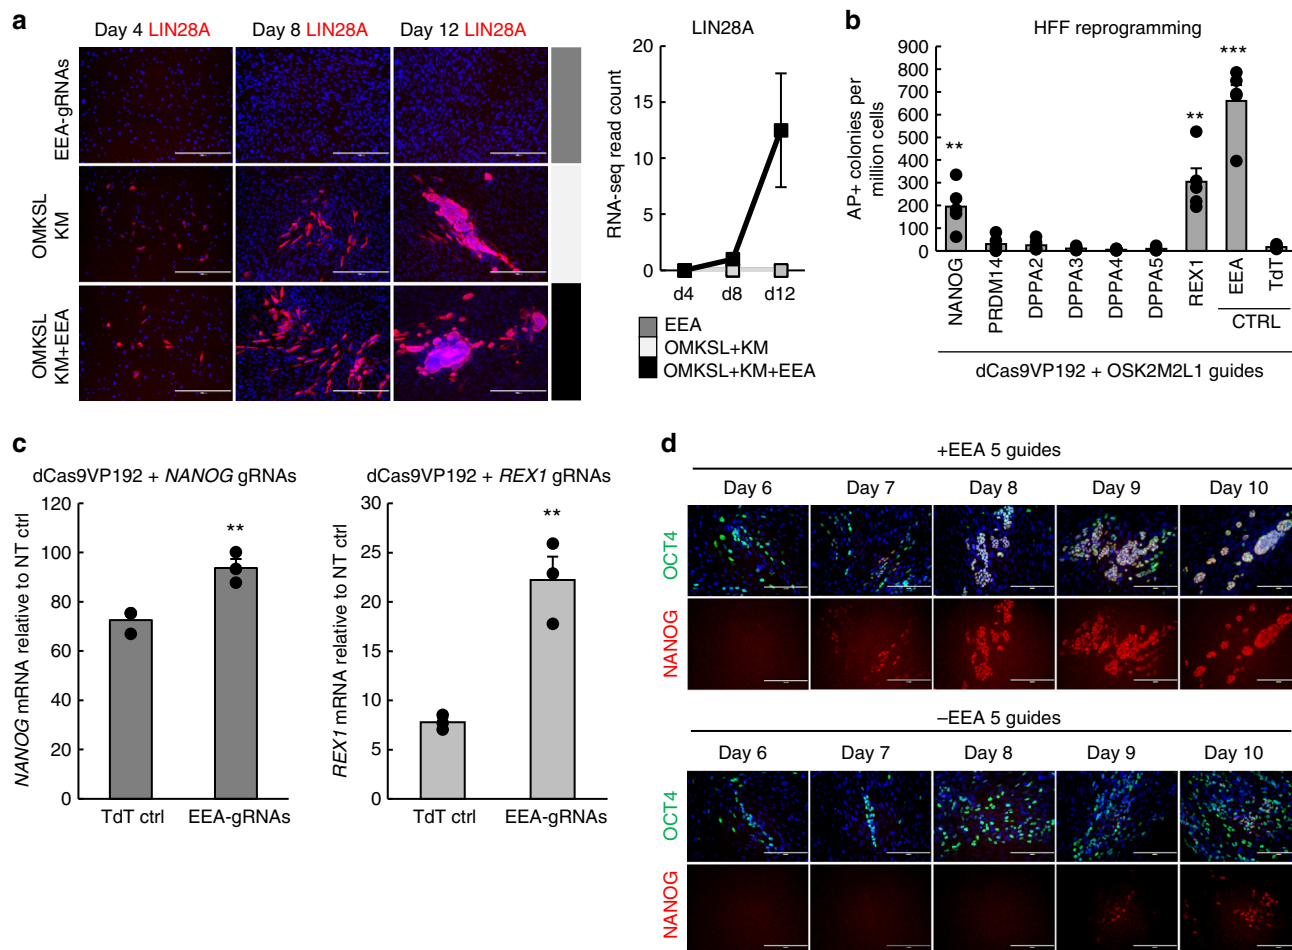 a
Day 4 LIN28A
Day 8 LIN28A
Day 12 LIN28A
EEA-gRNAs
OMKSL
KM
OMKSL
KM+EEA
LIN28A
RNA-seq read count
20
15
10
5
0
d4
d8
d12
EEA
OMKSL+KM
OMKSL+KM+EEA
b
HFF reprogramming
AP+ colonies per
million cells
900
800
700
600
500
400
300
200
100
0
**
**
***
NANOG
PRDM14
DPPA2
DPPA3
DPPA4
DPPA5
REX1
EEA
TdT
CTRL
dCas9VP192 + OSK2M2L1 guides
c
dCas9VP192 + NANOG gRNAs
NANOG mRNA relative to NT ctrl
120
100
80
60
40
20
0
**
TdT ctrl
EEA-gRNAs
dCas9VP192 + REX1 gRNAs
REX1 mRNA relative to NT ctrl
30
25
20
15
10
5
0
**
TdT ctrl
EEA-gRNAs
d
+EEA 5 guides
Day 6
Day 7
Day 8
Day 9
Day 10
OCT4
NANOG
–EEA 5 guides
Day 6
Day 7
Day 8
Day 9
Day 10
OCT4
NANOG